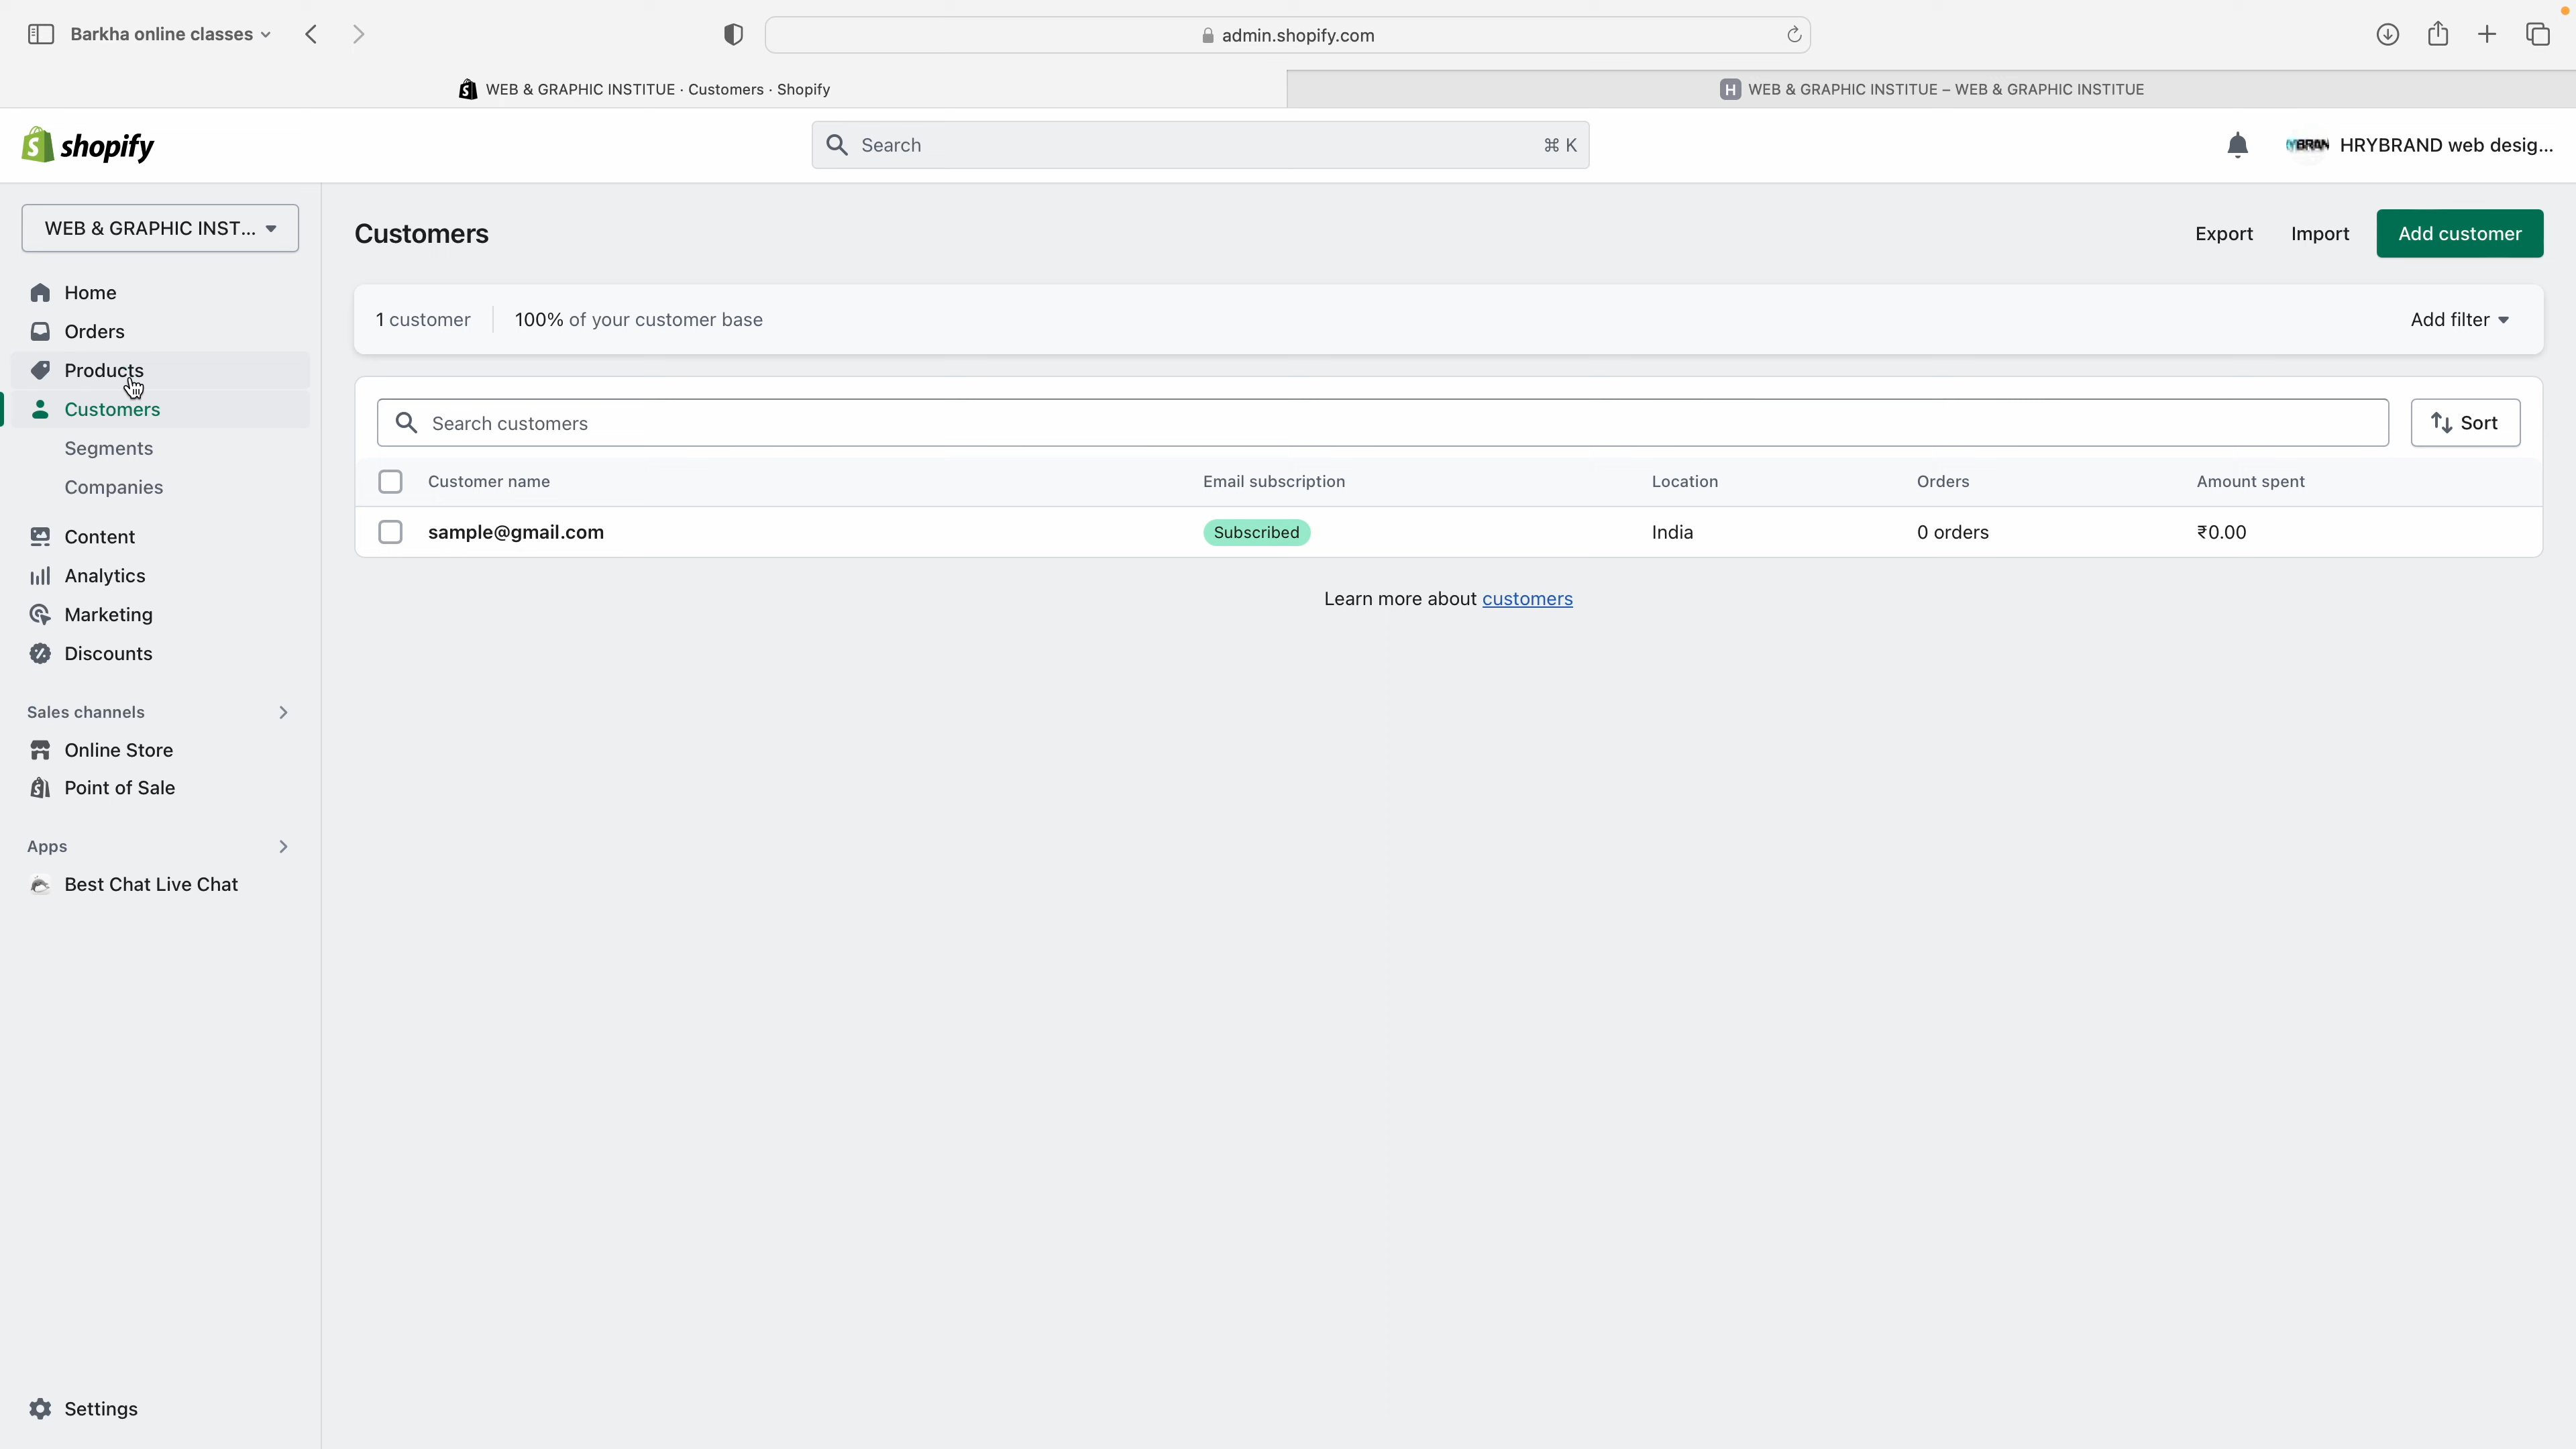 Barkha online classes
admin.shopify.com
WEB & GRAPHIC INSTITUE · Customers · Shopify
H WEB & GRAPHIC INSTITUE – WEB & GRAPHIC INSTITUE
shopify
Search ⌘ K
HRYBRAND web desig...
WEB & GRAPHIC INST...
Home
Orders
Products
Customers
Segments
Companies
Content
Analytics
Marketing
Discounts
Sales channels
Online Store
Point of Sale
Apps
Best Chat Live Chat
Settings
Customers
Export Import Add customer
1 customer 100% of your customer base Add filter
Search customers Sort
Customer name Email subscription Location Orders Amount spent
sample@gmail.com Subscribed India 0 orders ₹0.00
Learn more about customers